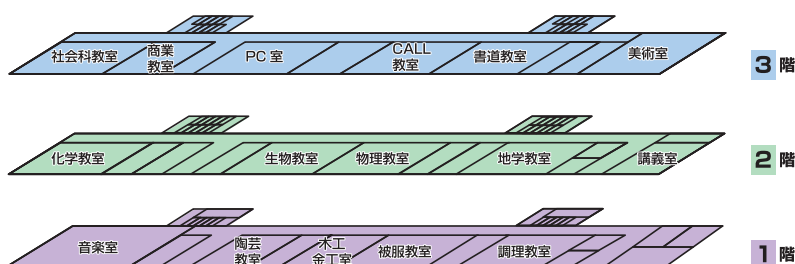 社会科教室
商業
教室
PC 室
CALL
教室
書道教室
美術室
3 階
化学教室
生物教室
物理教室
地学教室
講義室
2 階
音楽室
陶芸
教室
木工
金工室
被服教室
調理教室
1 階